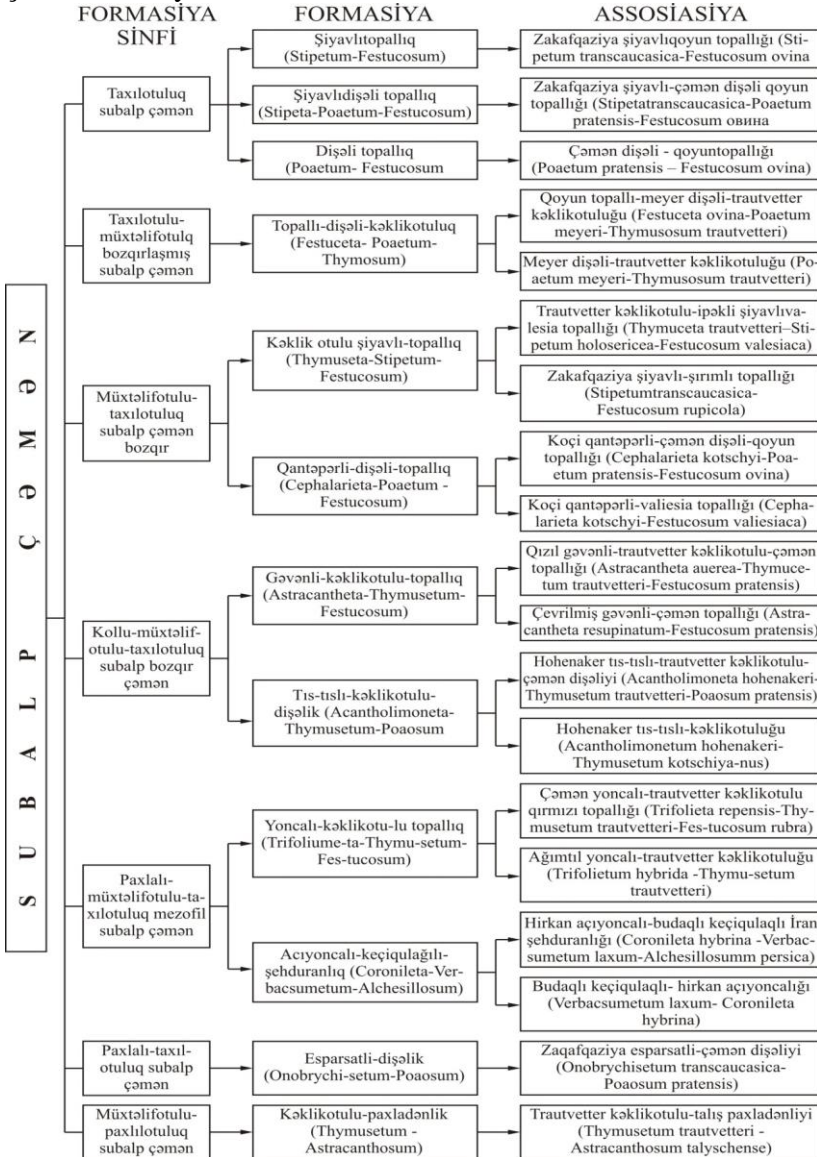 FORMASİYA
SİNFİ
FORMASİYA
ASSOSİASİYA
SUBALP ÇƏMƏN
Taxılotuluq
subalp çəmən
Şiyavlıtopallıq
(Stipetum-Festucosum)
Zakafqaziya şiyavlıqoyun topallığı (Sti-
petum transcaucasica-Festucosum ovina
Şiyavlıdişəli topallıq
(Stipeta-Poaetum-Festucosum)
Zakafqaziya şiyavlı-çəmən dişəli qoyun
topallığı (Stipetatranscaucasica-Poaetum
pratensis-Festucosum овина
Dişəli topallıq
(Poaetum- Festucosum
Çəmən dişəli - qoyuntopallığı
(Poaetum pratensis – Festucosum ovina)
Taxılotulu-
müxtəlifotulq
bozqırlaşmış
subalp çəmən
Topallı-dişəli-kəklikotuluq
(Festuceta- Poaetum-
Thymosum)
Qoyun topallı-meyer dişəli-trautvetter
kəklikotuluğu (Festuceta ovina-Poaetum
meyeri-Thymusosum trautvetteri)
Meyer dişəli-trautvetter kəklikotuluğu (Po-
aetum meyeri-Thymusosum trautvetteri)
Müxtəlifotulu-
taxılotuluq
subalp çəmən
bozqır
Kəklik otulu şiyavlı-topallıq
(Thymuseta-Stipetum-
Festucosum)
Trautvetter kəklikotulu-ipəkli şiyavlıva-
lesia topallığı (Thymuceta trautvetteri–Sti-
petum holosericea-Festucosum valesiaca)
Zakafqaziya şiyavlı-şırımlı topallığı
(Stipetumtranscaucasica-
Festucosum rupicola)
Qantəpərli-dişəli-topallıq
(Cephalarieta-Poaetum -
Festucosum)
Koçi qantəpərli-çəmən dişəli-qoyun
topallığı (Cephalarieta kotschyi-Poa-
etum pratensis-Festucosum ovina)
Koçi qantəpərli-valiesia topallığı (Cepha-
larieta kotschyi-Festucosum valiesiaca)
Kollu-müxtəlif-
otulu-taxılotuluq
subalp bozqır
çəmən
Gəvənli-kəklikotulu-topallıq
(Astracantheta-Thymusetum-
Festucosum)
Qızıl gəvənli-trautvetter kəklikotulu-çəmən
topallığı (Astracantheta auerea-Thymuce-
tum trautvetteri-Festucosum pratensis)
Çevrilmiş gəvənli-çəmən topallığı (Astra-
cantheta resupinatum-Festucosum pratensis)
Tıs-tıslı-kəklikotulu-
dişəlik (Acantholimoneta-
Thymusetum-Poaosum
Hohenaker tıs-tıslı-trautvetter kəklikotulu-
çəmən dişəliyi (Acantholimoneta hohenakeri-
Thymusetum trautvetteri-Poaosum pratensis)
Hohenaker tıs-tıslı-kəklikotuluğu
(Acantholimonetum hohenakeri-
Thymusetum kotschiya-nus)
Paxlalı-
müxtəlifotulu-ta-
xılotuluq mezofil
subalp çəmən
Yoncalı-kəklikotu-lu topallıq
(Trifoliume-ta-Thymu-setum-
Fes-tucosum)
Çəmən yoncalı-trautvetter kəklikotulu
qırmızı topallığı (Trifolieta repensis-Thy-
musetum trautvetteri-Fes-tucosum rubra)
Ağımtıl yoncalı-trautvetter kəklikotuluğu
(Trifolietum hybrida -Thymu-setum
trautvetteri)
Acıyoncalı-keçiqulağılı-
şehduranlıq (Coronileta-Ver-
bacsumetum-Alchesillosum)
Hirkan açıyoncalı-budaqlı keçiqulaqlı İran
şehduranlığı (Coronileta hybrina -Verbac-
sumetum laxum-Alchesillosumm persica)
Budaqlı keçiqulaqlı- hirkan açıyoncalığı
(Verbacsumetum laxum- Coronileta
hybrina)
Paxlalı-taxıl-
otuluq subalp
çəmən
Esparsatli-dişəlik
(Onobrychi-setum-Poaosum)
Zaqafqaziya esparsatli-çəmən dişəliyi
(Onobrychisetum transcaucasica-
Poaosum pratensis)
Müxtəlifotulu-
paxlılotuluq
subalp çəmən
Kəklikotulu-paxladənlik
(Thymusetum -
Astracanthosum)
Trautvetter kəklikotulu-talış paxladənliyi
(Thymusetum trautvetteri -
Astracanthosum talyschense)